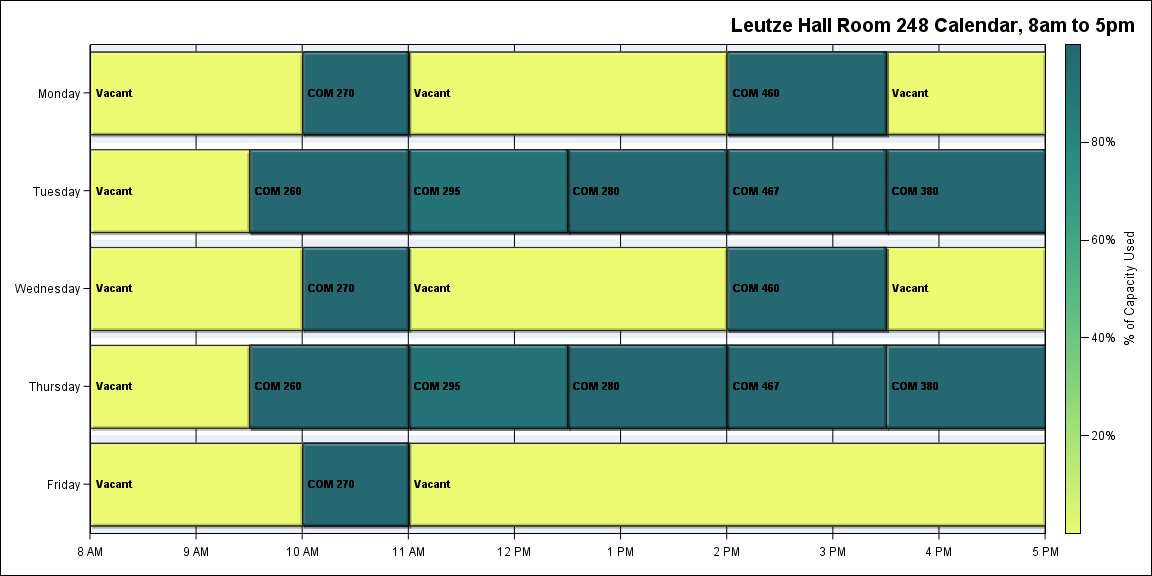 Leutze Hall Room 248 Calendar, 8am to 5pm
Monday
Vacant
COM 270
Vacant
COM 460
Vacant
Tuesday
Vacant
COM 260
COM 295
COM 280
COM 467
COM 380
Wednesday
Vacant
COM 270
Vacant
COM 460
Vacant
Thursday
Vacant
COM 260
COM 295
COM 280
COM 467
COM 380
Friday
Vacant
COM 270
Vacant
8 AM
9 AM
10 AM
11 AM
12 PM
1 PM
2 PM
3 PM
4 PM
5 PM
80%
60%
40%
20%
% of Capacity Used